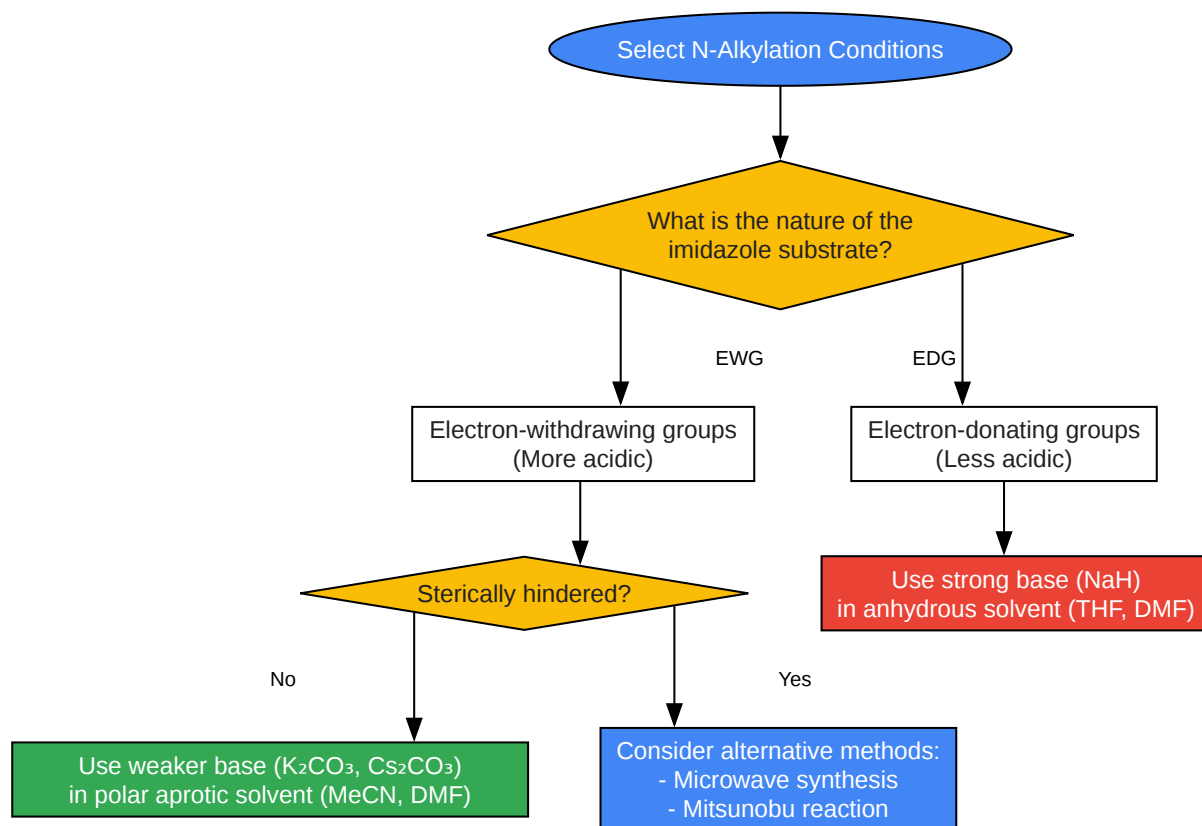 Select N-Alkylation Conditions
What is the nature of the
imidazole substrate?
EWG
EDG
Electron-withdrawing groups
(More acidic)
Electron-donating groups
(Less acidic)
Sterically hindered?
Use strong base (NaH)
in anhydrous solvent (THF, DMF)
No
Yes
Use weaker base (K₂CO₃, Cs₂CO₃)
in polar aprotic solvent (MeCN, DMF)
Consider alternative methods:
- Microwave synthesis
- Mitsunobu reaction